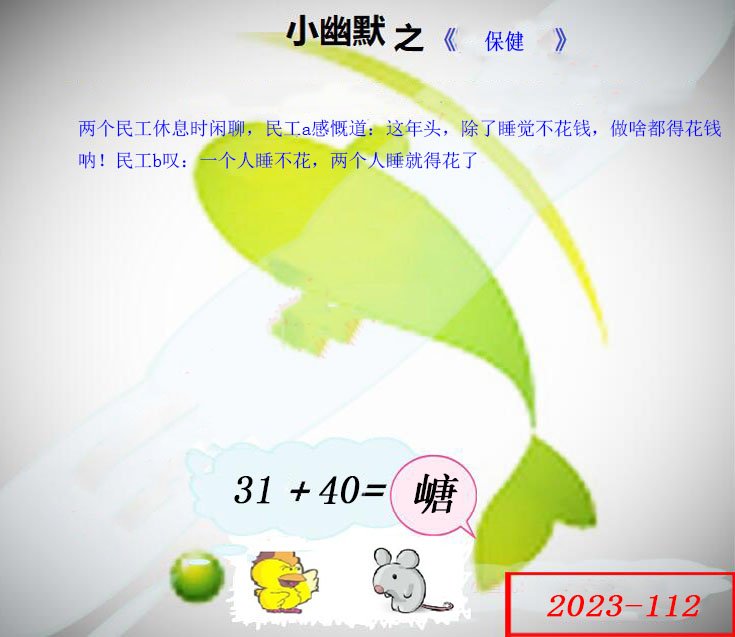 小幽默 之 《 保健 》
两个民工休息时闲聊，民工a感慨道：这年头，除了睡觉不花钱，做啥都得花钱
呐！民工b叹：一个人睡不花，两个人睡就得花了
31 + 40= 嵣
2023-112